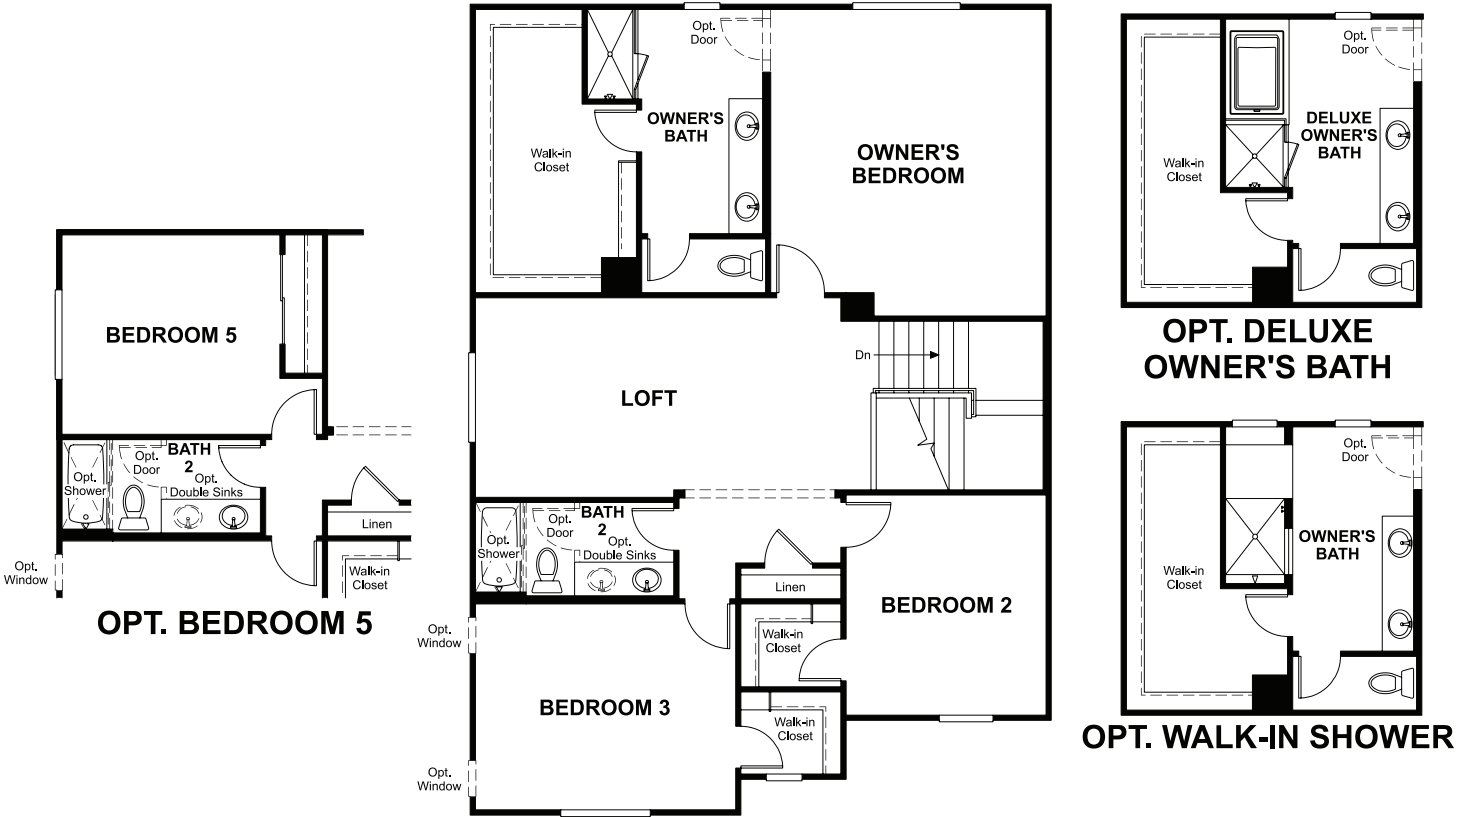 BEDROOM 5
BATH
2
Opt.
Door
Opt.
Shower
Opt.
Double Sinks
Linen
Opt.
Window
Walk-in
Closet
OPT. BEDROOM 5
Opt.
Door
OWNER'S
BATH
Walk-in
Closet
OWNER'S
BEDROOM
Dn
LOFT
BATH
2
Opt.
Door
Opt.
Shower
Opt.
Double Sinks
Linen
BEDROOM 2
Opt.
Window
Walk-in
Closet
BEDROOM 3
Walk-in
Closet
Opt.
Window
Opt.
Door
DELUXE
OWNER'S
BATH
Walk-in
Closet
OPT. DELUXE
OWNER'S BATH
Opt.
Door
OWNER'S
BATH
Walk-in
Closet
OPT. WALK-IN SHOWER